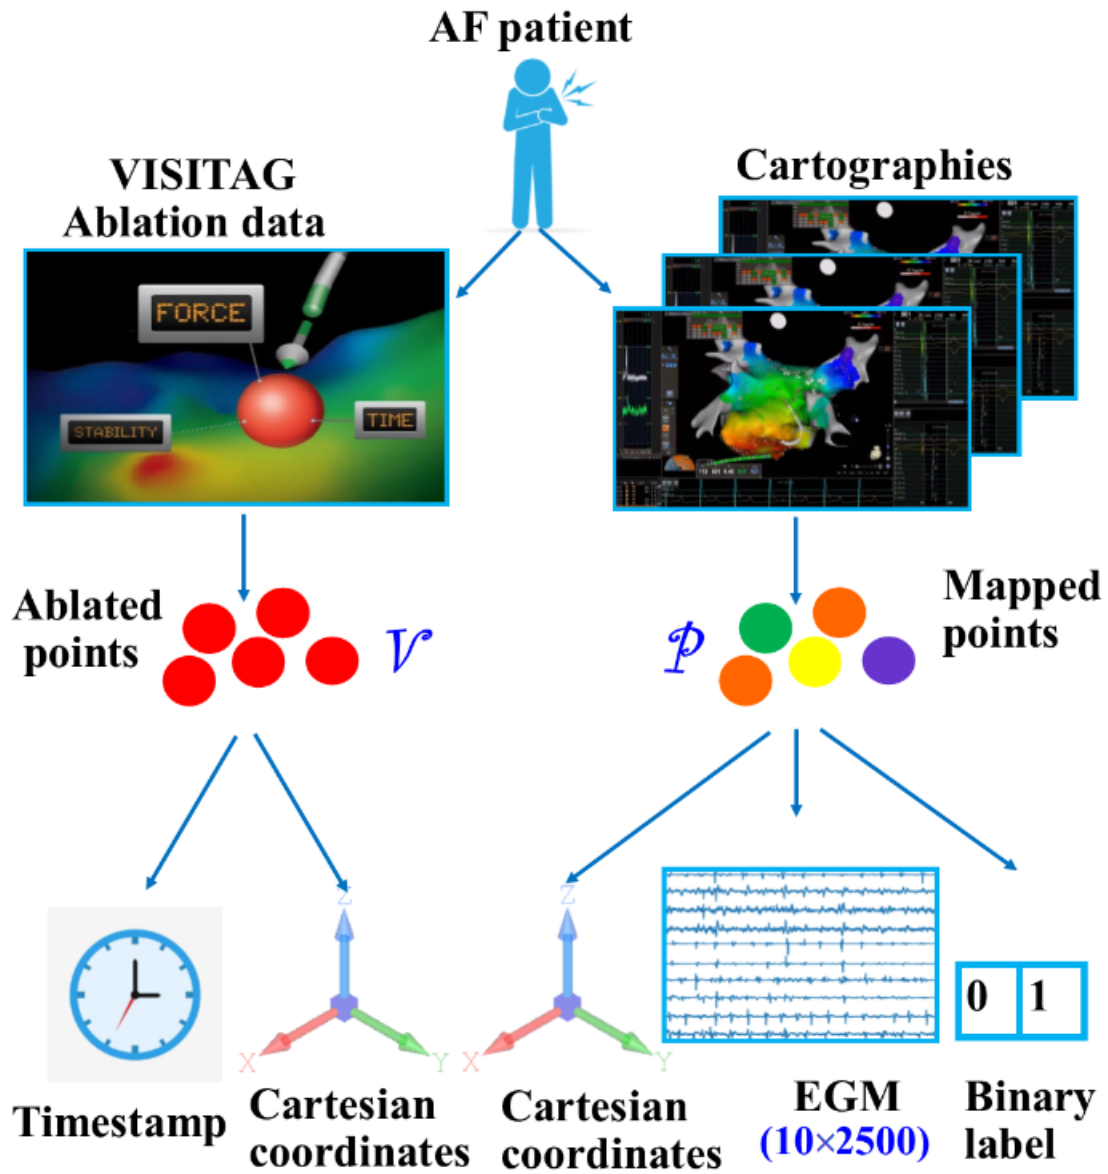 AF patient
VISITAG
Ablation data
Cartographies
FORCE
STABILITY
TIME
Ablated
points
𝒱
𝒫
Mapped
points
Z
X
Y
Z
X
Y
0 1
Timestamp
Cartesian
coordinates
Cartesian
coordinates
EGM
(10×2500)
Binary
label